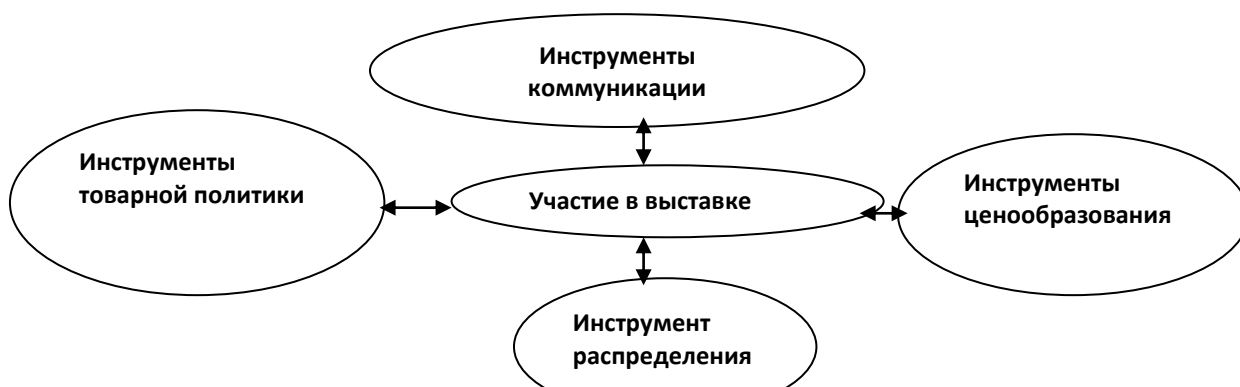 Инструменты
коммуникации
Инструменты
товарной политики
Участие в выставке
Инструменты
ценообразования
Инструмент
распределения